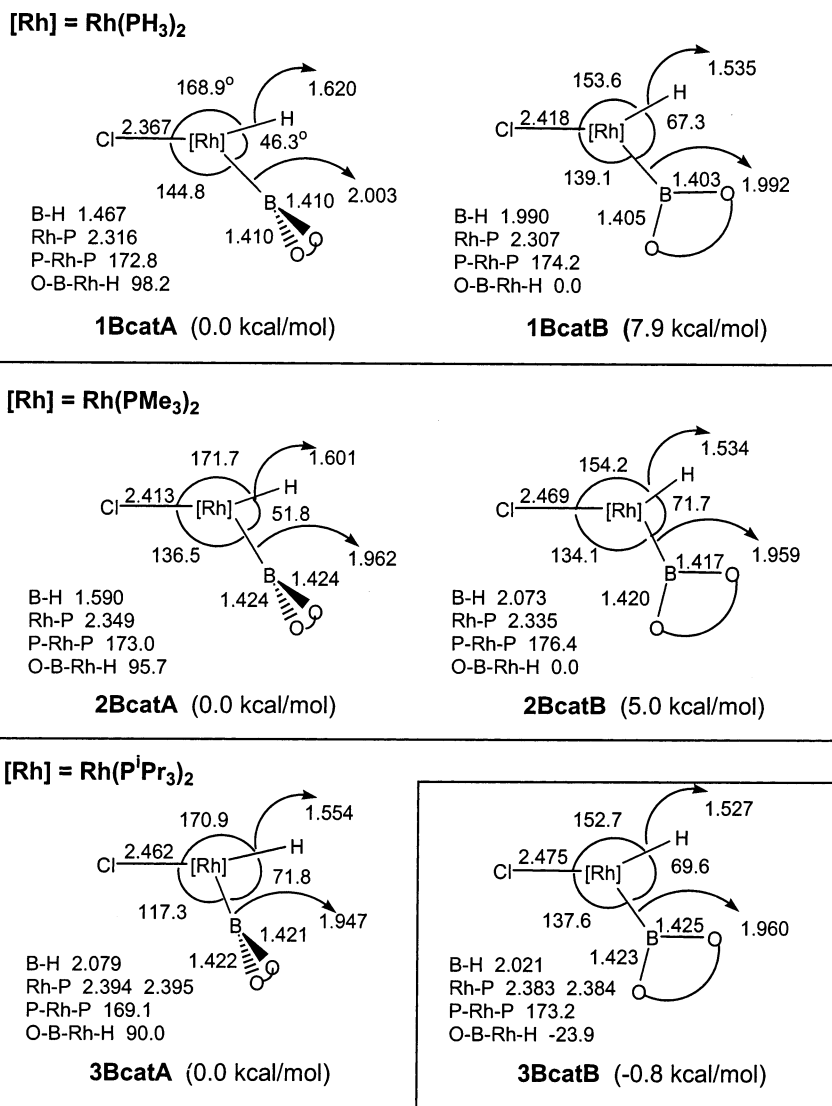 [Rh] = Rh(PH3)2
168.9°
1.620
H
Cl
2.367
[Rh]
46.3°
144.8
2.003
B
1.410
1.410
O
O
B-H 1.467
Rh-P 2.316
P-Rh-P 172.8
O-B-Rh-H 98.2
1BcatA (0.0 kcal/mol)
153.6
1.535
H
Cl
2.418
[Rh]
67.3
139.1
1.403
1.992
B
O
1.405
O
B-H 1.990
Rh-P 2.307
P-Rh-P 174.2
O-B-Rh-H 0.0
1BcatB (7.9 kcal/mol)
[Rh] = Rh(PMe3)2
171.7
1.601
H
Cl
2.413
[Rh]
51.8
136.5
1.962
B
1.424
1.424
O
O
B-H 1.590
Rh-P 2.349
P-Rh-P 173.0
O-B-Rh-H 95.7
2BcatA (0.0 kcal/mol)
154.2
1.534
H
Cl
2.469
[Rh]
71.7
134.1
1.417
1.959
B
O
1.420
O
B-H 2.073
Rh-P 2.335
P-Rh-P 176.4
O-B-Rh-H 0.0
2BcatB (5.0 kcal/mol)
[Rh] = Rh(PiPr3)2
170.9
1.554
H
Cl
2.462
[Rh]
71.8
117.3
1.947
B
1.421
1.422
O
O
B-H 2.079
Rh-P 2.394 2.395
P-Rh-P 169.1
O-B-Rh-H 90.0
3BcatA (0.0 kcal/mol)
152.7
1.527
H
Cl
2.475
[Rh]
69.6
137.6
1.425
1.960
B
O
1.423
O
B-H 2.021
Rh-P 2.383 2.384
P-Rh-P 173.2
O-B-Rh-H -23.9
3BcatB (-0.8 kcal/mol)